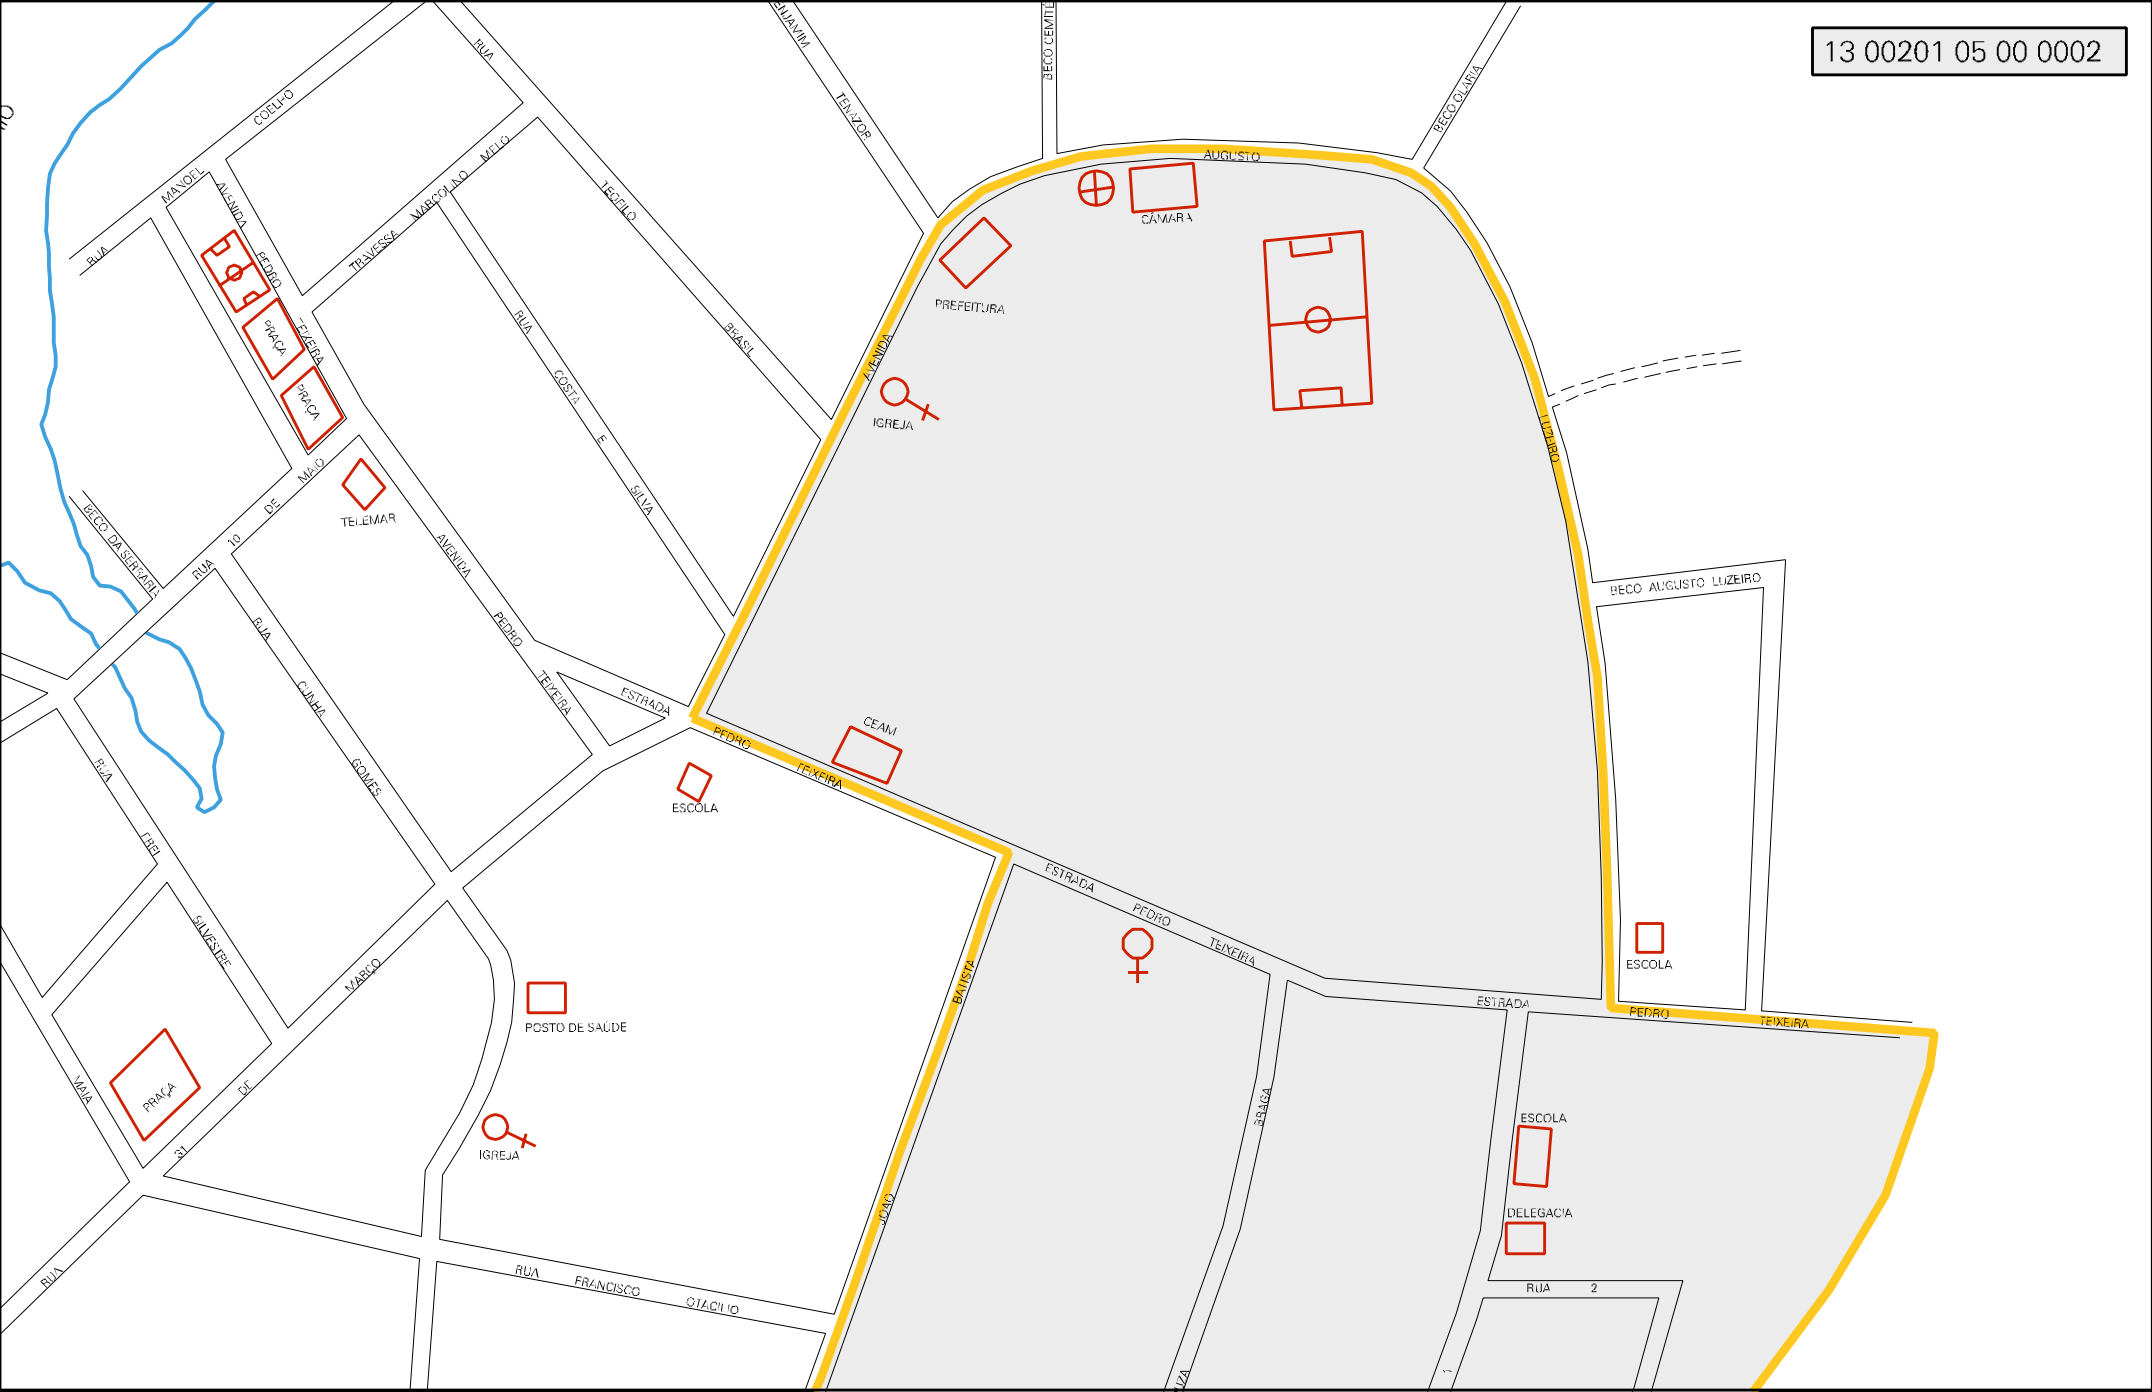 13 00201 05 00 0002
RUA
COELHO
MANOEL
RUA
AVENIDA
PEDRO
TEIXEIRA
PRAÇA
PRAÇA
TRAVESSA
MARCOLINO
MELO
RUA
TEOFILO
BRASIL
TENAZOR
BECO OLARIA
AUGUSTO
CÂMARA
PREFEITURA
AVENIDA
IGREJA
LUZEIRO
BECO AUGUSTO LUZEIRO
RUA
COSTA
E
SILVA
RUA
10
DE
MAIO
TELEMAR
BECO DA SERRARIA
AVENIDA
PEDRO
TEIXEIRA
ESTRADA
PEDRO
TEIXEIRA
CEAM
ESCOLA
RUA
CUNHA
GOMES
RUA
FREI
SILVESTRE
ESTRADA
PEDRO
TEIXEIRA
ESTRADA
PEDRO
TEIXEIRA
ESCOLA
MARÇO
DE
31
RUA
POSTO DE SAÚDE
BATISTA
JOAO
PRAÇA
MAIA
IGREJA
BRAGA
ESCOLA
DELEGACIA
RUA 2
RUA
FRANCISCO
OTACILIO
1